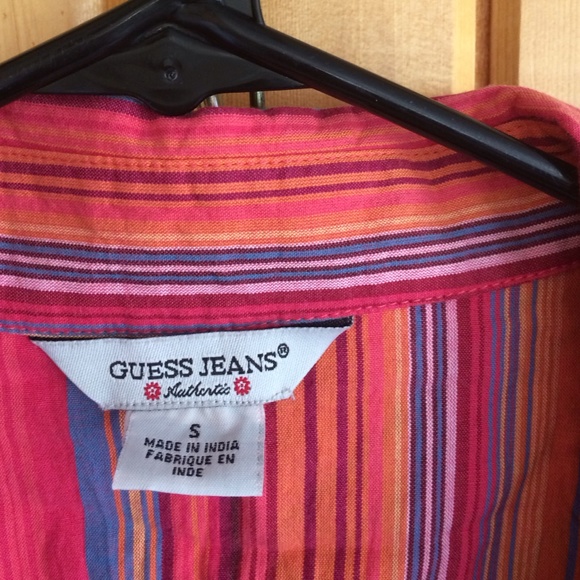 GUESS JEANS®
Authentic
S
MADE IN INDIA
FABRIQUE EN
INDE